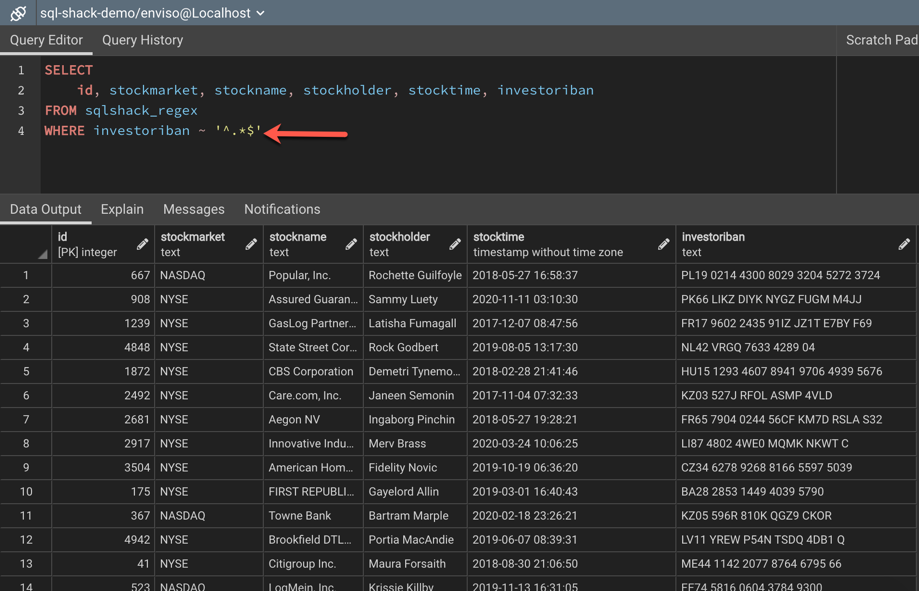 sql-shack-demo/enviso@Localhost
Query Editor Query History Scratch Pad
1 SELECT
2 id, stockmarket, stockname, stockholder, stocktime, investoriban
3 FROM sqlshack_regex
4 WHERE investoriban ~ '^.*$'
Data Output Explain Messages Notifications
id stockmarket stockname stockholder stocktime investoriban
[PK] integer text text text timestamp without time zone text
1 667 NASDAQ Popular, Inc. Rochette Guilfoyle 2018-05-27 16:58:37 PL19 0214 4300 8029 3204 5272 3724
2 908 NYSE Assured Guaran... Sammy Luety 2020-11-11 03:10:30 PK66 LIKZ DIYK NYGZ FUGM M4JJ
3 1239 NYSE GasLog Partner... Latisha Fumagall 2017-12-07 08:47:56 FR17 9602 2435 91IZ JZ1T E7BY F69
4 4848 NYSE State Street Cor... Rock Godbert 2019-08-05 13:17:30 NL42 VRGQ 7633 4289 04
5 1872 NYSE CBS Corporation Demetri Tynemo... 2018-02-28 21:41:46 HU15 1293 4607 8941 9706 4939 5676
6 2492 NYSE Care.com, Inc. Janeen Semonin 2017-11-04 07:32:33 KZ03 527J RFOL ASMP 4VLD
7 2681 NYSE Aegon NV Ingaborg Pinchin 2018-05-27 19:28:21 FR65 7904 0244 56CF KM7D RSLA S32
8 2917 NYSE Innovative Indu... Merv Brass 2020-03-24 10:06:25 LI87 4802 4WE0 MQMK NKWT C
9 3504 NYSE American Hom... Fidelity Novic 2019-10-19 06:36:20 CZ34 6278 9268 8166 5597 5039
10 175 NYSE FIRST REPUBLI... Gayelord Allin 2019-03-01 16:40:43 BA28 2853 1449 4039 5790
11 367 NASDAQ Towne Bank Bartram Marple 2020-02-18 23:26:21 KZ05 596R 810K QGZ9 CKOR
12 4942 NYSE Brookfield DTL... Portia MacAndie 2019-06-07 08:39:31 LV11 YREW P54N TSDQ 4DB1 Q
13 41 NYSE Citigroup Inc. Maura Forsaith 2018-08-30 21:06:50 ME44 1142 2077 8764 6795 66
14 523 NASDAQ LogMein, Inc. Krissie Killby 2019-11-13 16:31:05 EE74 5816 0604 3784 9300